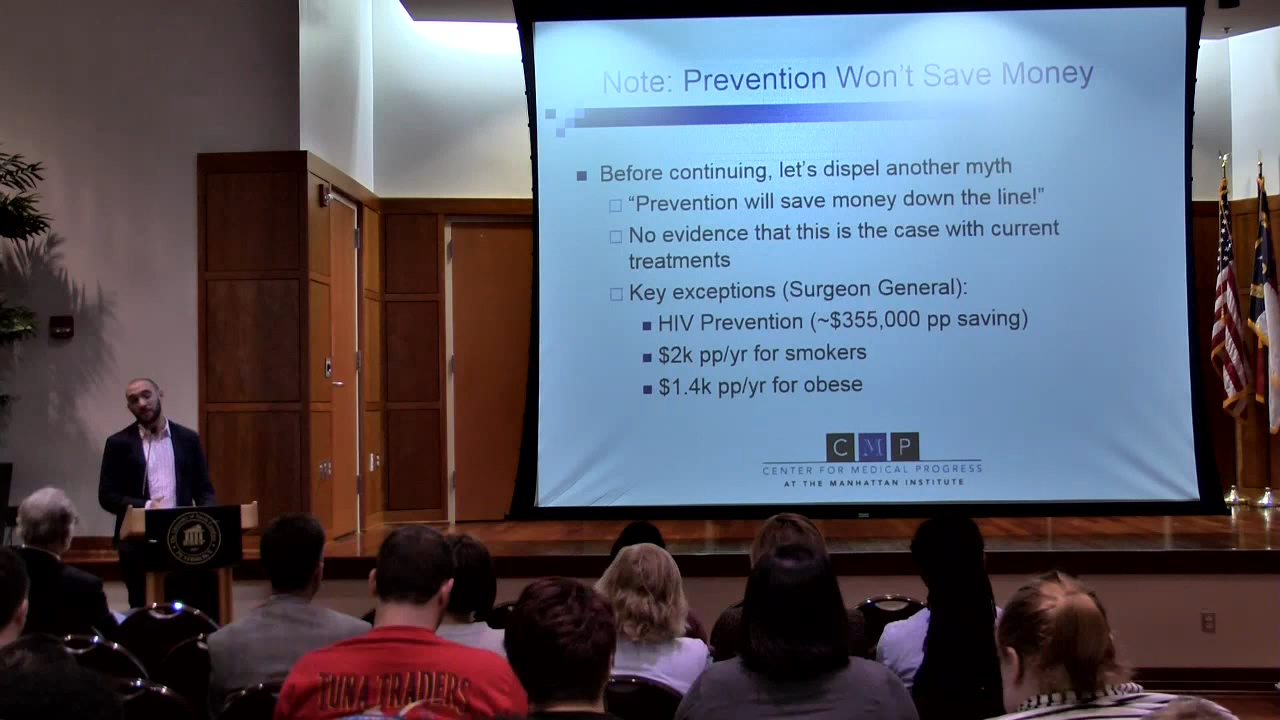 Note: Prevention Won't Save Money
Before continuing, let's dispel another myth
"Prevention will save money down the line!"
No evidence that this is the case with current
treatments
Key exceptions (Surgeon General):
HIV Prevention (~$355,000 pp saving)
$2k pp/yr for smokers
$1.4k pp/yr for obese
C M P
CENTER FOR MEDICAL PROGRESS
AT THE MANHATTAN INSTITUTE
TUNA TRADERS